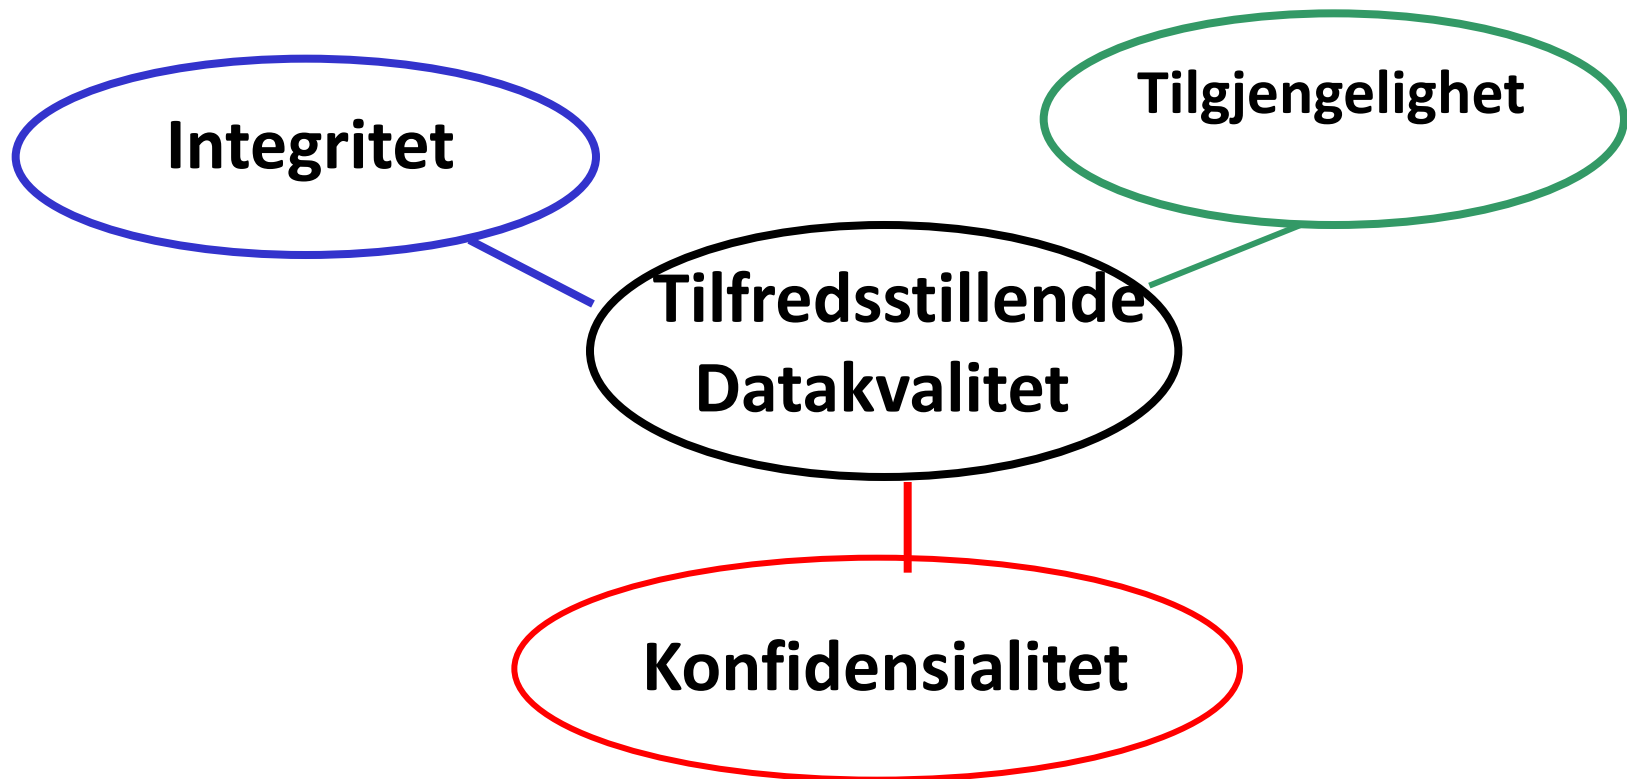 Integritet
Tilgjengelighet
Tilfredsstillende
Datakvalitet
Konfidensialitet